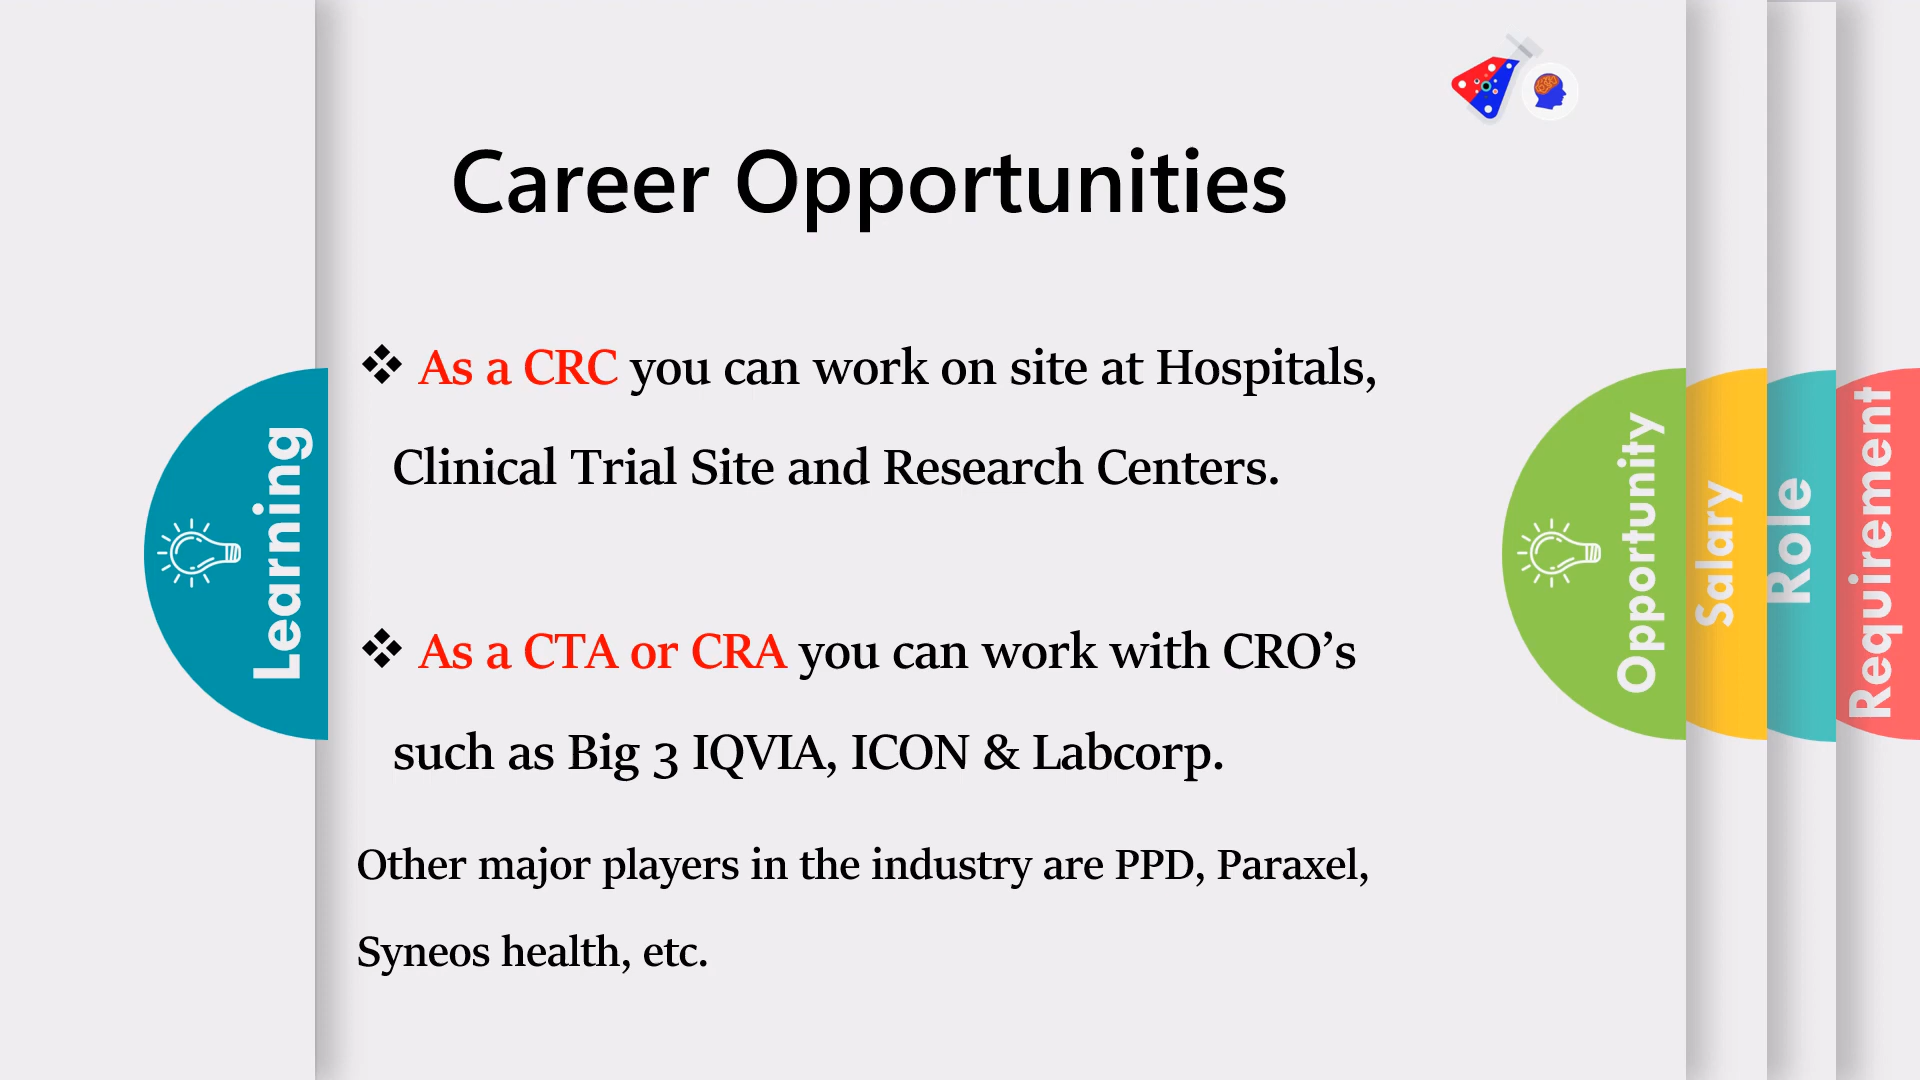 Career Opportunities
❖ As a CRC you can work on site at Hospitals,
Clinical Trial Site and Research Centers.
❖ As a CTA or CRA you can work with CRO’s
such as Big 3 IQVIA, ICON & Labcorp.
Other major players in the industry are PPD, Paraxel,
Syneos health, etc.
Learning
Opportunity
Salary
Role
Requirement